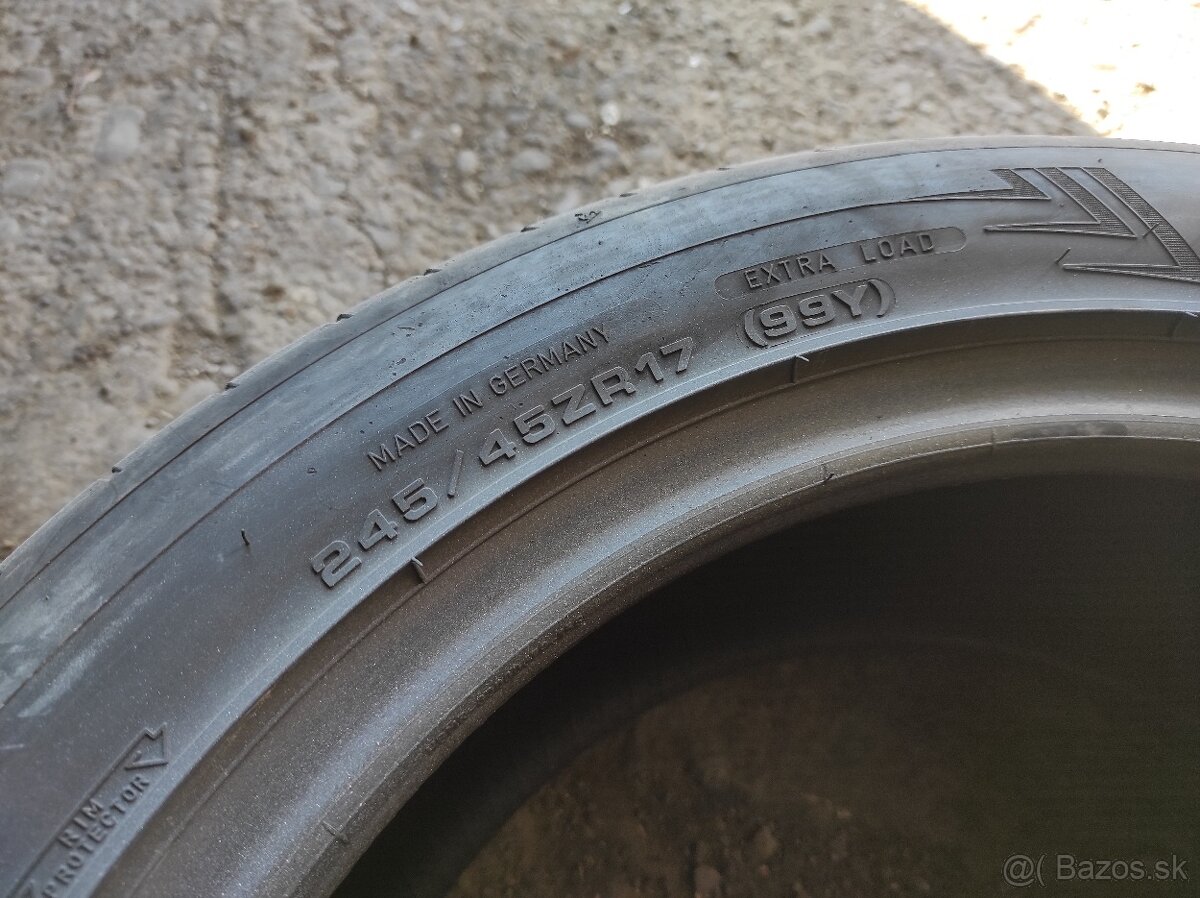 EXTRA LOAD
(99Y)
MADE IN GERMANY
245/45ZR17
RIM
PROTECTOR
@( Bazos.sk